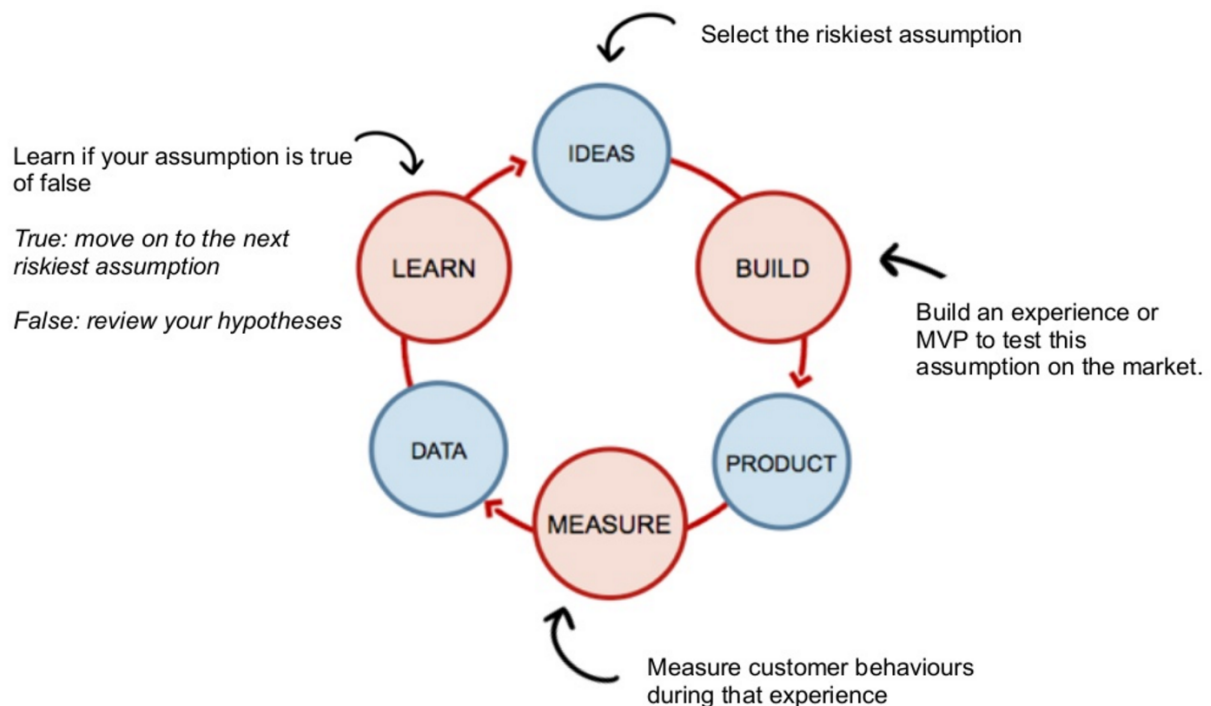 Select the riskiest assumption
IDEAS
Learn if your assumption is true
of false
True: move on to the next
riskiest assumption
False: review your hypotheses
LEARN
BUILD
Build an experience or
MVP to test this
assumption on the market.
DATA
PRODUCT
MEASURE
Measure customer behaviours
during that experience